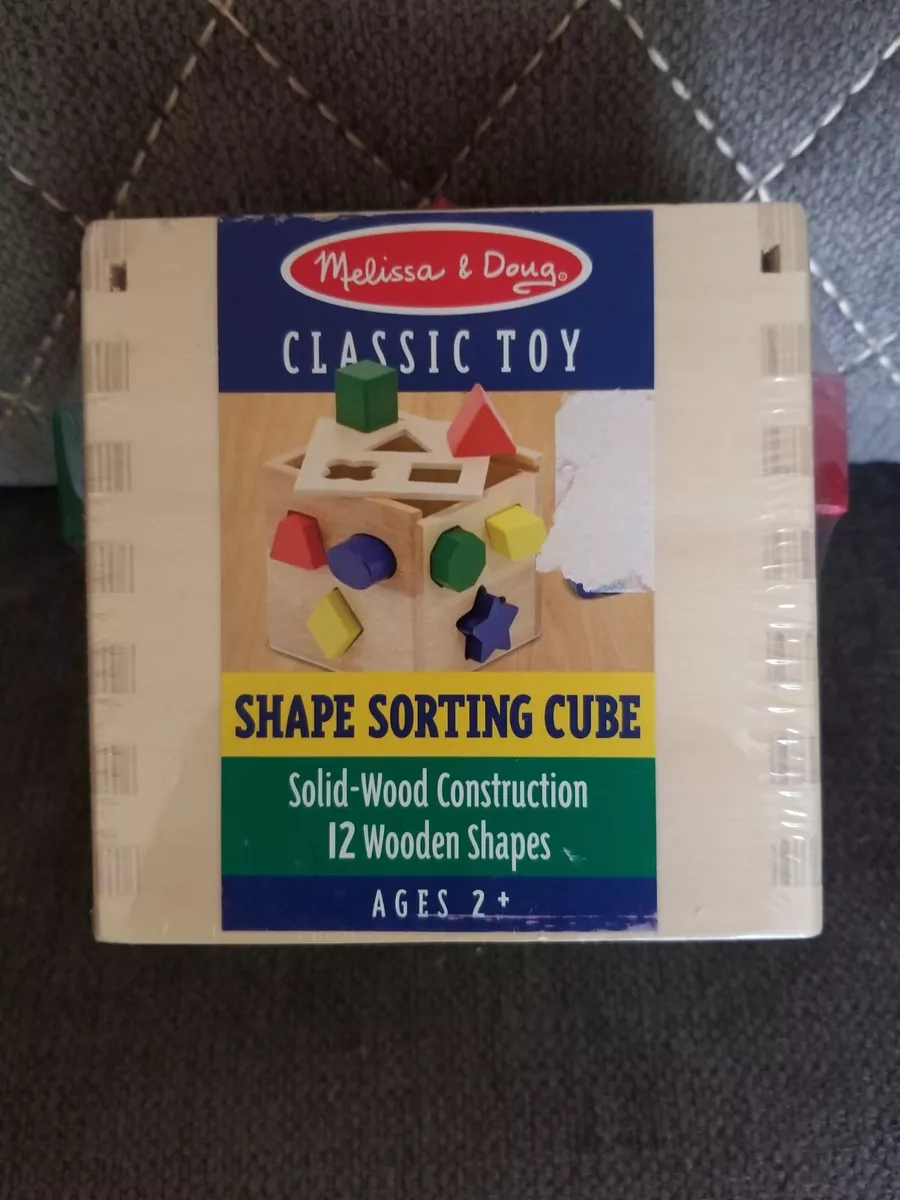 Melissa & Doug®
CLASSIC TOY
SHAPE SORTING CUBE
Solid-Wood Construction
12 Wooden Shapes
AGES 2+